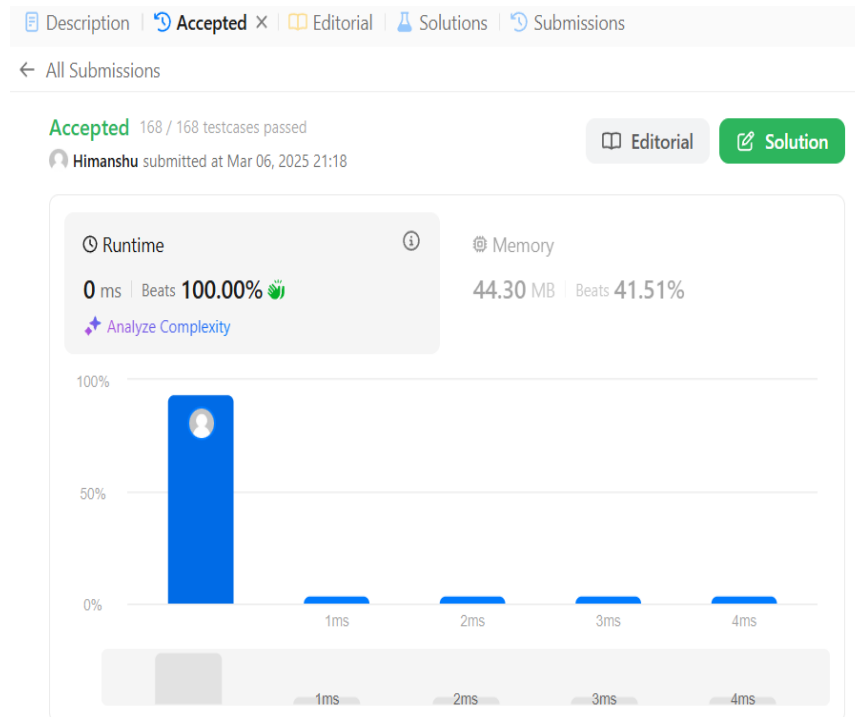 Description Accepted × Editorial Solutions Submissions
← All Submissions
Accepted 168 / 168 testcases passed
Himanshu submitted at Mar 06, 2025 21:18
Editorial
Solution
Runtime
0 ms Beats 100.00%
Analyze Complexity
Memory
44.30 MB Beats 41.51%
100%
50%
0%
1ms 2ms 3ms 4ms
1ms 2ms 3ms 4ms